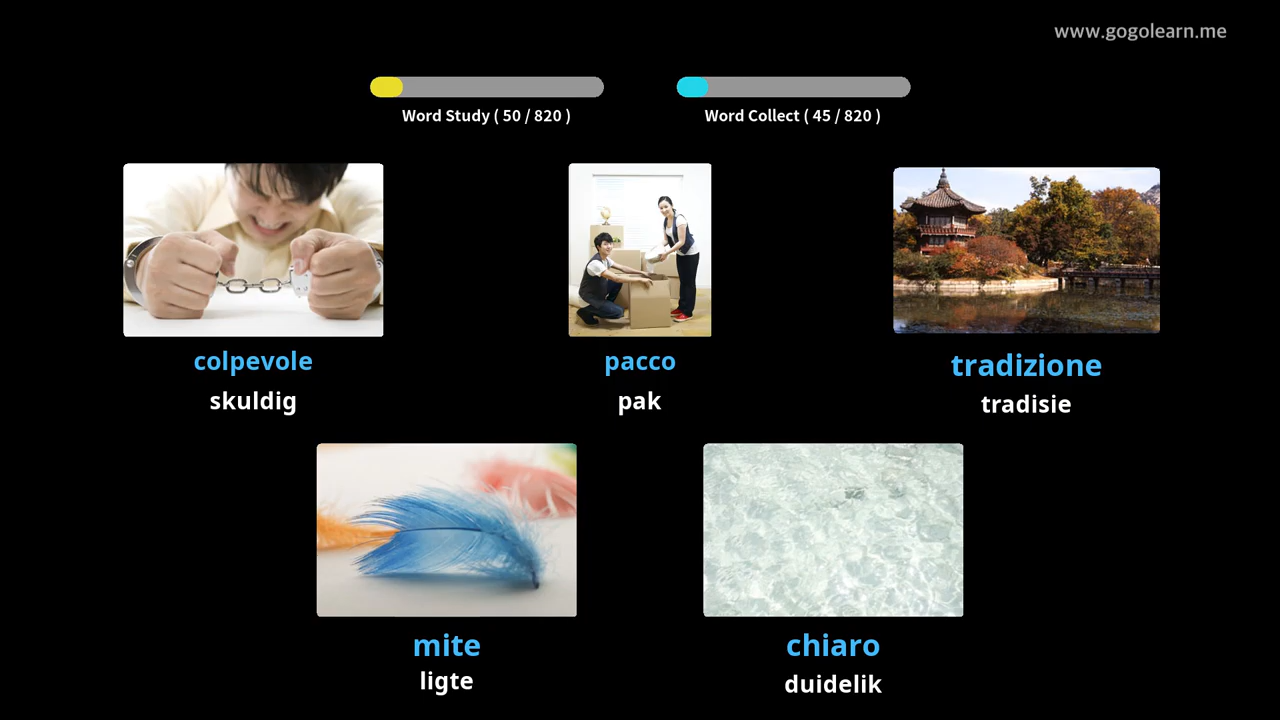 www.gogolearn.me
Word Study ( 50 / 820 )
Word Collect ( 45 / 820 )
colpevole
skuldig
pacco
pak
tradizione
tradisie
mite
ligte
chiaro
duidelik